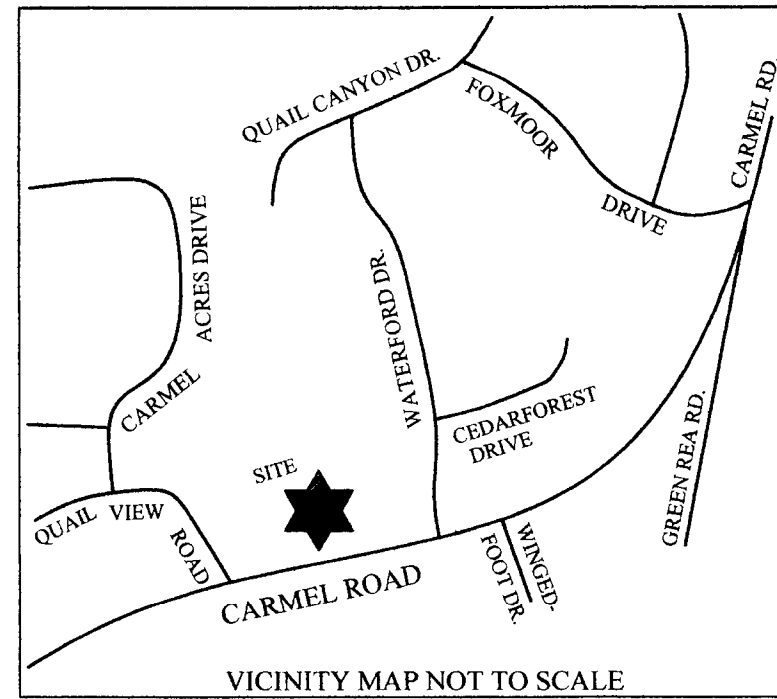 QUAIL CANYON DR.
FOXMOOR
DRIVE
CARMEL RD.
ACRES DRIVE
CARMEL
WATERFORD DR.
CEDARFOREST
DRIVE
GREEN REA RD.
SITE
QUAIL VIEW
ROAD
CARMEL ROAD
WINGED-
FOOT DR.
VICINITY MAP NOT TO SCALE